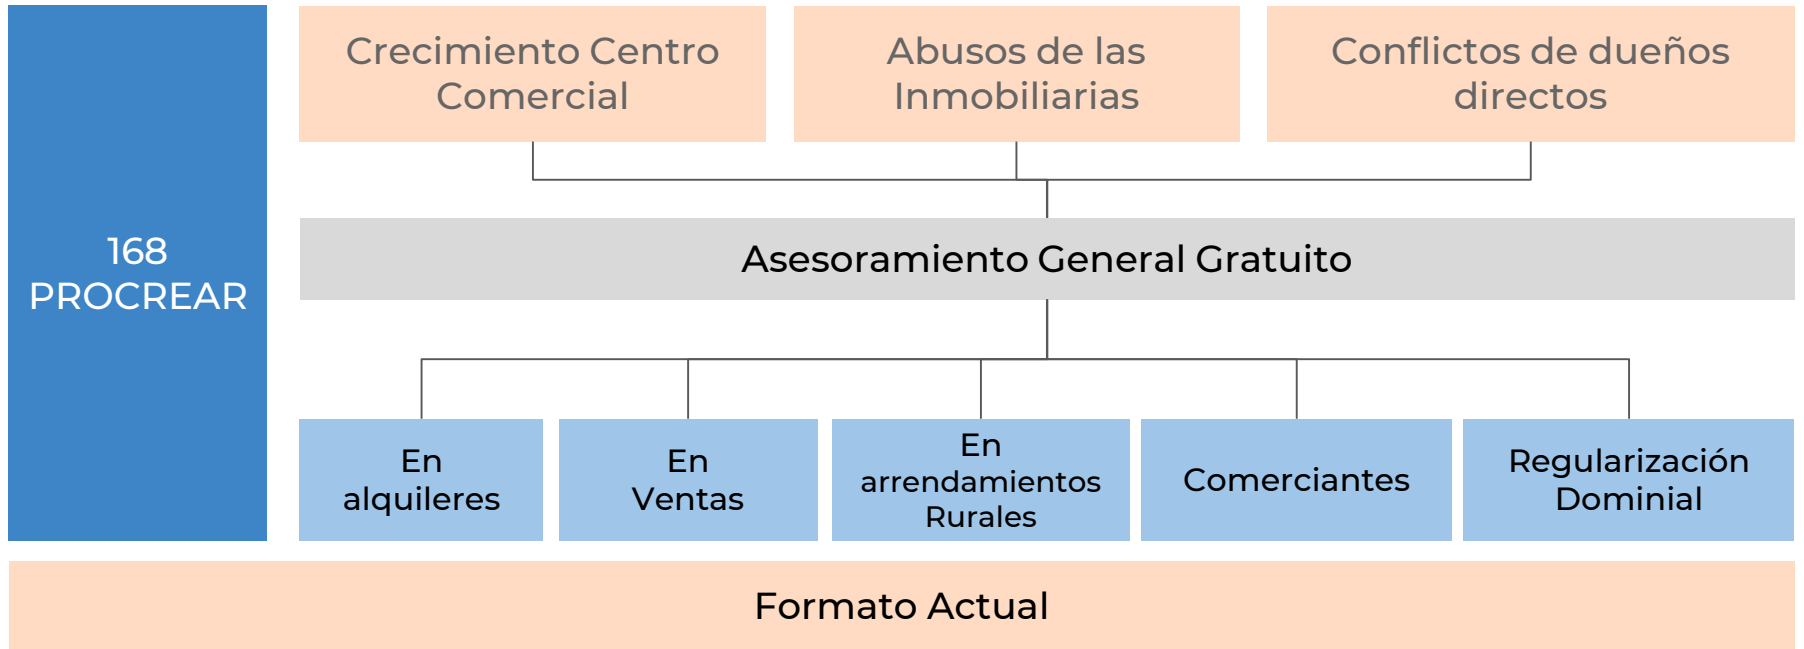 168
PROCREAR
Crecimiento Centro
Comercial
Abusos de las
Inmobiliarias
Conflictos de dueños
directos
Asesoramiento General Gratuito
En
alquileres
En
Ventas
En
arrendamientos
Rurales
Comerciantes
Regularización
Dominial
Formato Actual